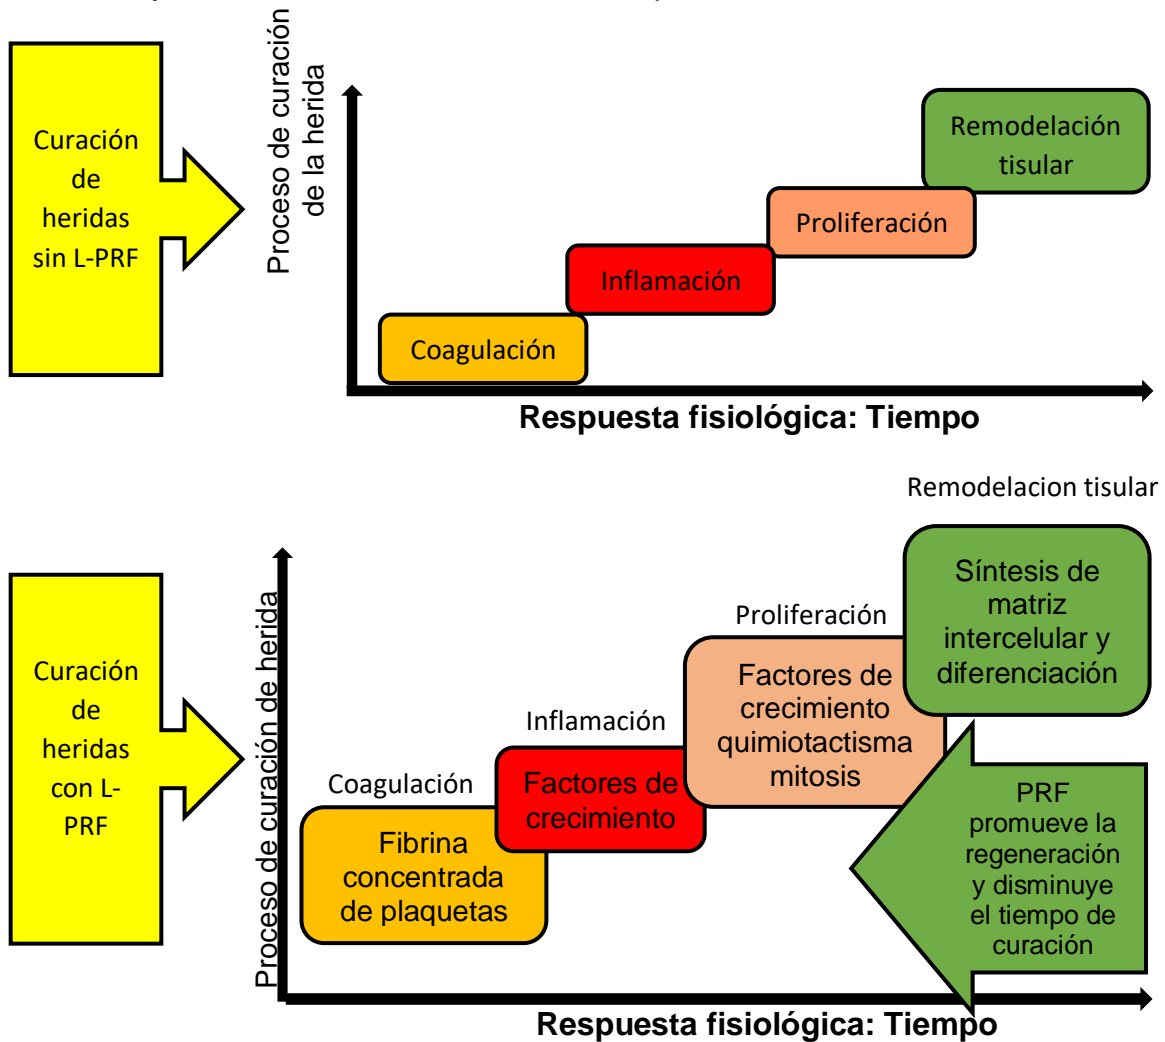 Curación
de
heridas
sin L-PRF
Proceso de curación
de la herida
Remodelación
tisular
Proliferación
Inflamación
Coagulación
Respuesta fisiológica: Tiempo
Remodelacion tisular
Síntesis de
matriz
intercelular y
diferenciación
Proliferación
Factores de
crecimiento
quimiotactisma
mitosis
Inflamación
Factores de
crecimiento
Coagulación
Fibrina
concentrada
de plaquetas
Curación
de
heridas
con L-
PRF
Proceso de curación de herida
PRF
promueve la
regeneración
y disminuye
el tiempo de
curación
Respuesta fisiológica: Tiempo